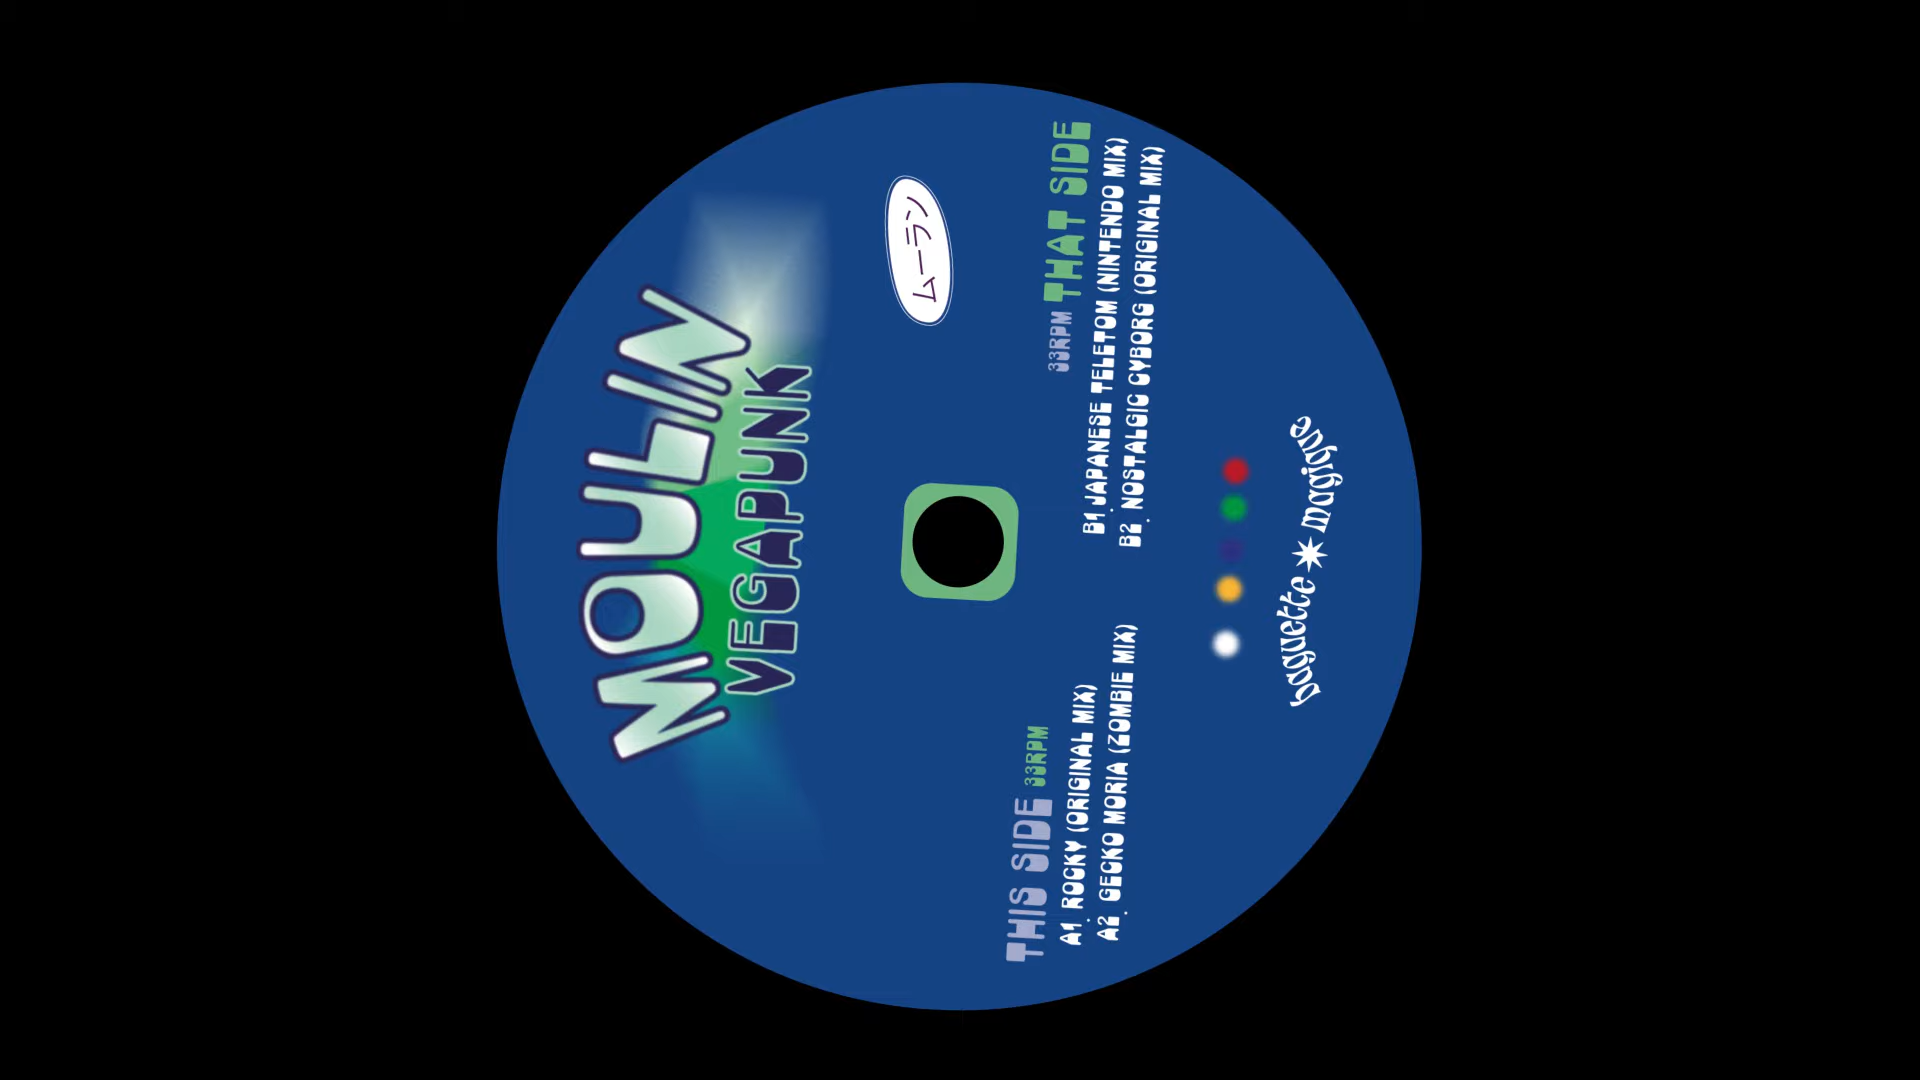 MOULIN
VEGAPUNK
ムーラン
THIS SIDE 33RPM
A1. ROCKY (ORIGINAL MIX)
A2. GECKO MORIA (ZOMBIE MIX)
33RPM THAT SIDE
B1. JAPANESE TELETOM (NINTENDO MIX)
B2. NOSTALGIC CYBORG (ORIGINAL MIX)
baguette magique